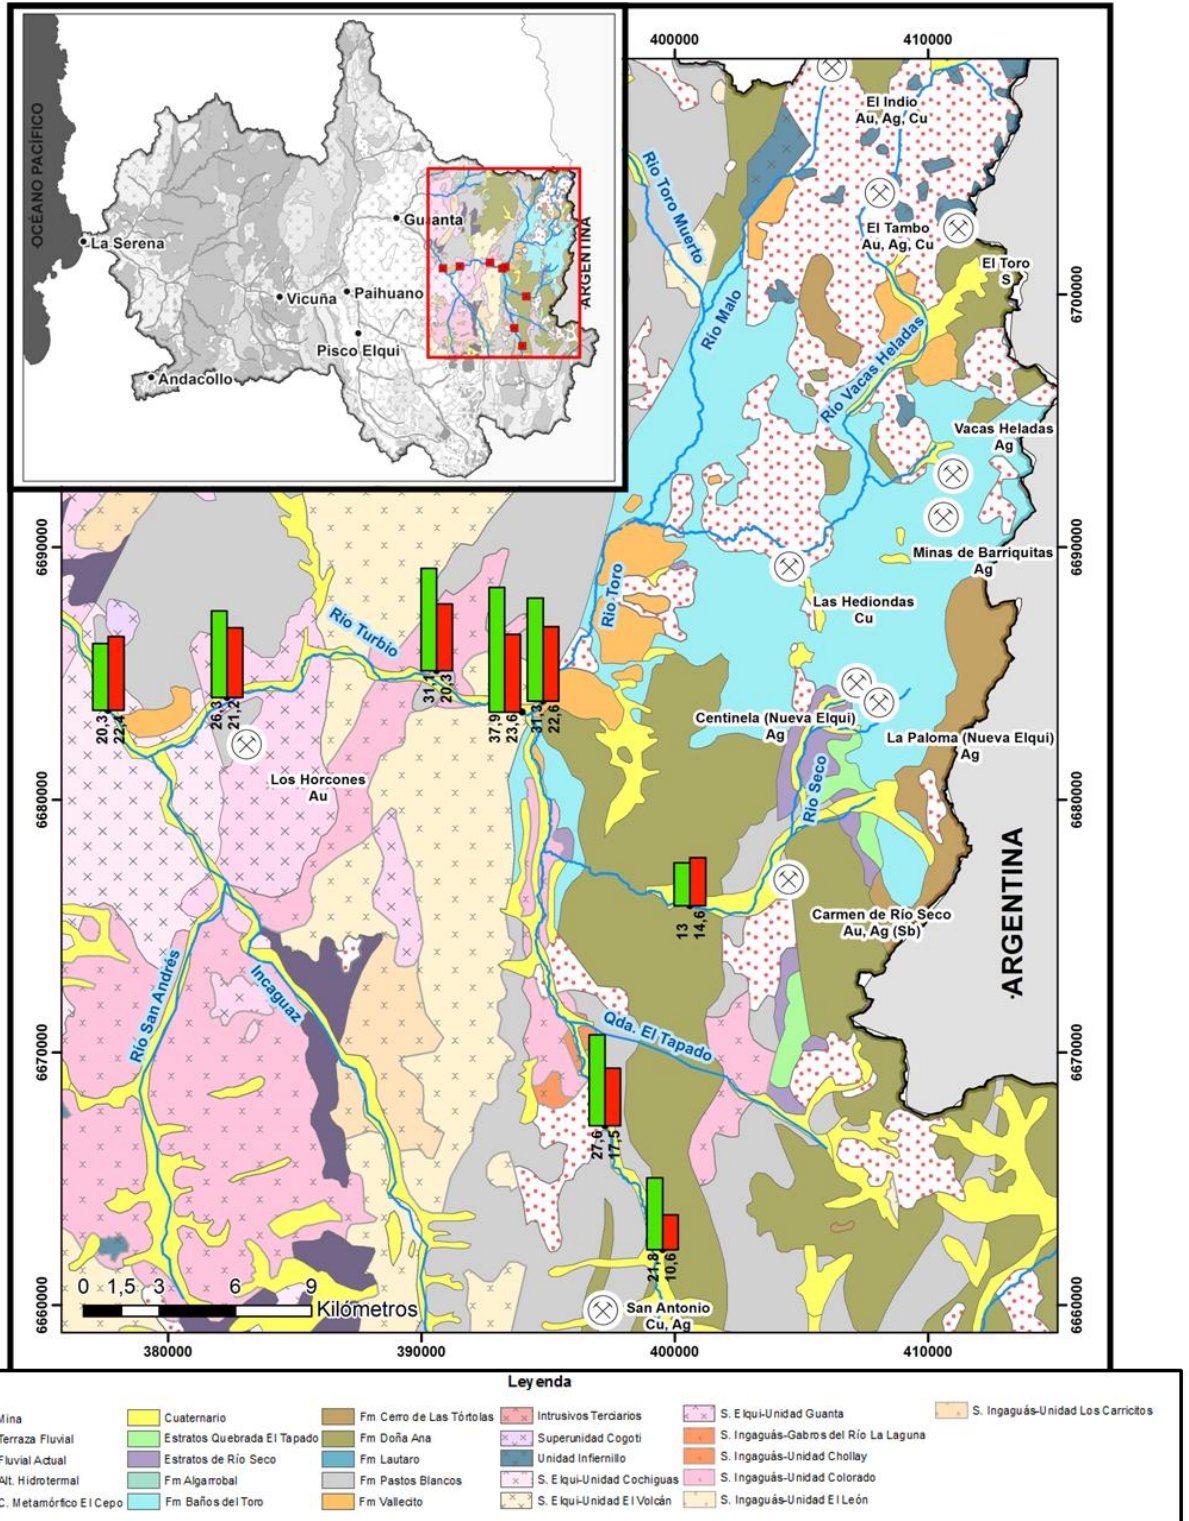 OCÉANO PACÍFICO
La Serena
Guanta
Vicuña
Paihuano
Pisco Elqui
Andacollo
ARGENTINA
400000
410000
El Indio
Au, Ag, Cu
Río Toro Muerto
El Tambo
Au, Ag, Cu
El Toro
S
Río Malo
6700000
Río Vacas Heladas
Vacas Heladas
Ag
6690000
6690000
Minas de Barriquitas
Ag
Las Hediondas
Cu
Río Toro
Río Turbio
20,3
22,4
26,3
21,2
31,1
20,3
37,9
23,6
31,3
22,6
Centinela (Nueva Elqui)
Ag
La Paloma (Nueva Elqui)
Ag
Los Horcones
Au
Río Seco
6680000
6680000
13
14,6
Carmen de Río Seco
Au, Ag (Sb)
ARGENTINA
Río San Andrés
Incaguaz
Qda. El Tapado
6670000
6670000
27,6
17,5
21,8
10,6
0 1,5 3 6 9
Kilómetros
San Antonio
Cu, Ag
6660000
6660000
380000
390000
400000
410000
Leyenda
Mina
Terraza Fluvial
Fluvial Actual
Alt. Hidrotermal
C. Metamórfico El Cepo
Cuaternario
Estratos Quebrada El Tapado
Estratos de Río Seco
Fm Algarrobal
Fm Baños del Toro
Fm Cerro de Las Tórtolas
Fm Doña Ana
Fm Lautaro
Fm Pastos Blancos
Fm Vallecito
Intrusivos Terciarios
Superunidad Cogoti
Unidad Infiernillo
S. Elqui-Unidad Cochiguas
S. Elqui-Unidad El Volcán
S. Elqui-Unidad Guanta
S. Ingaguás-Gabros del Río La Laguna
S. Ingaguás-Unidad Chollay
S. Ingaguás-Unidad Colorado
S. Ingaguás-Unidad El León
S. Ingaguás-Unidad Los Carricitos